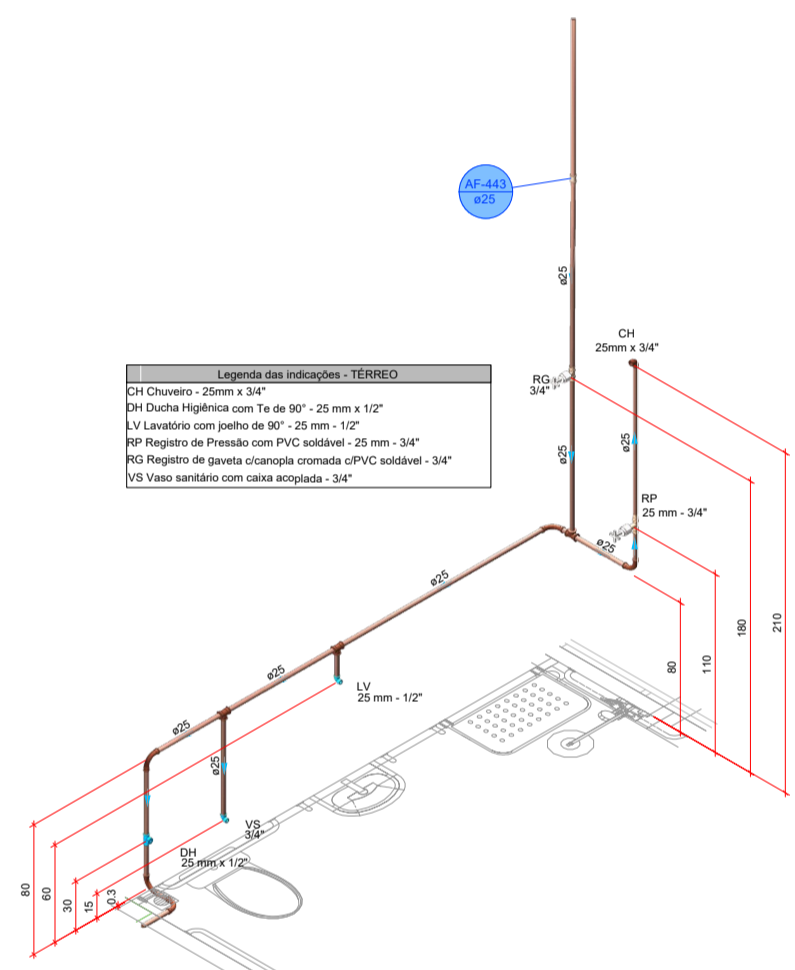 AF-443
ø25
ø25
CH
25mm x 3/4"
RG
3/4"
Legenda das indicações - TÉRREO
CH Chuveiro - 25mm x 3/4"
DH Ducha Higiênica com Te de 90° - 25 mm x 1/2"
LV Lavatório com joelho de 90° - 25 mm - 1/2"
RP Registro de Pressão com PVC soldável - 25 mm - 3/4"
RG Registro de gaveta c/canopla cromada c/PVC soldável - 3/4"
VS Vaso sanitário com caixa acoplada - 3/4"
ø25
ø25
RP
25 mm - 3/4"
ø25
ø25
ø25
LV
25 mm - 1/2"
ø25
ø25
VS
3/4"
DH
25 mm x 1/2"
80
110
180
210
80
60
30
15
0.3